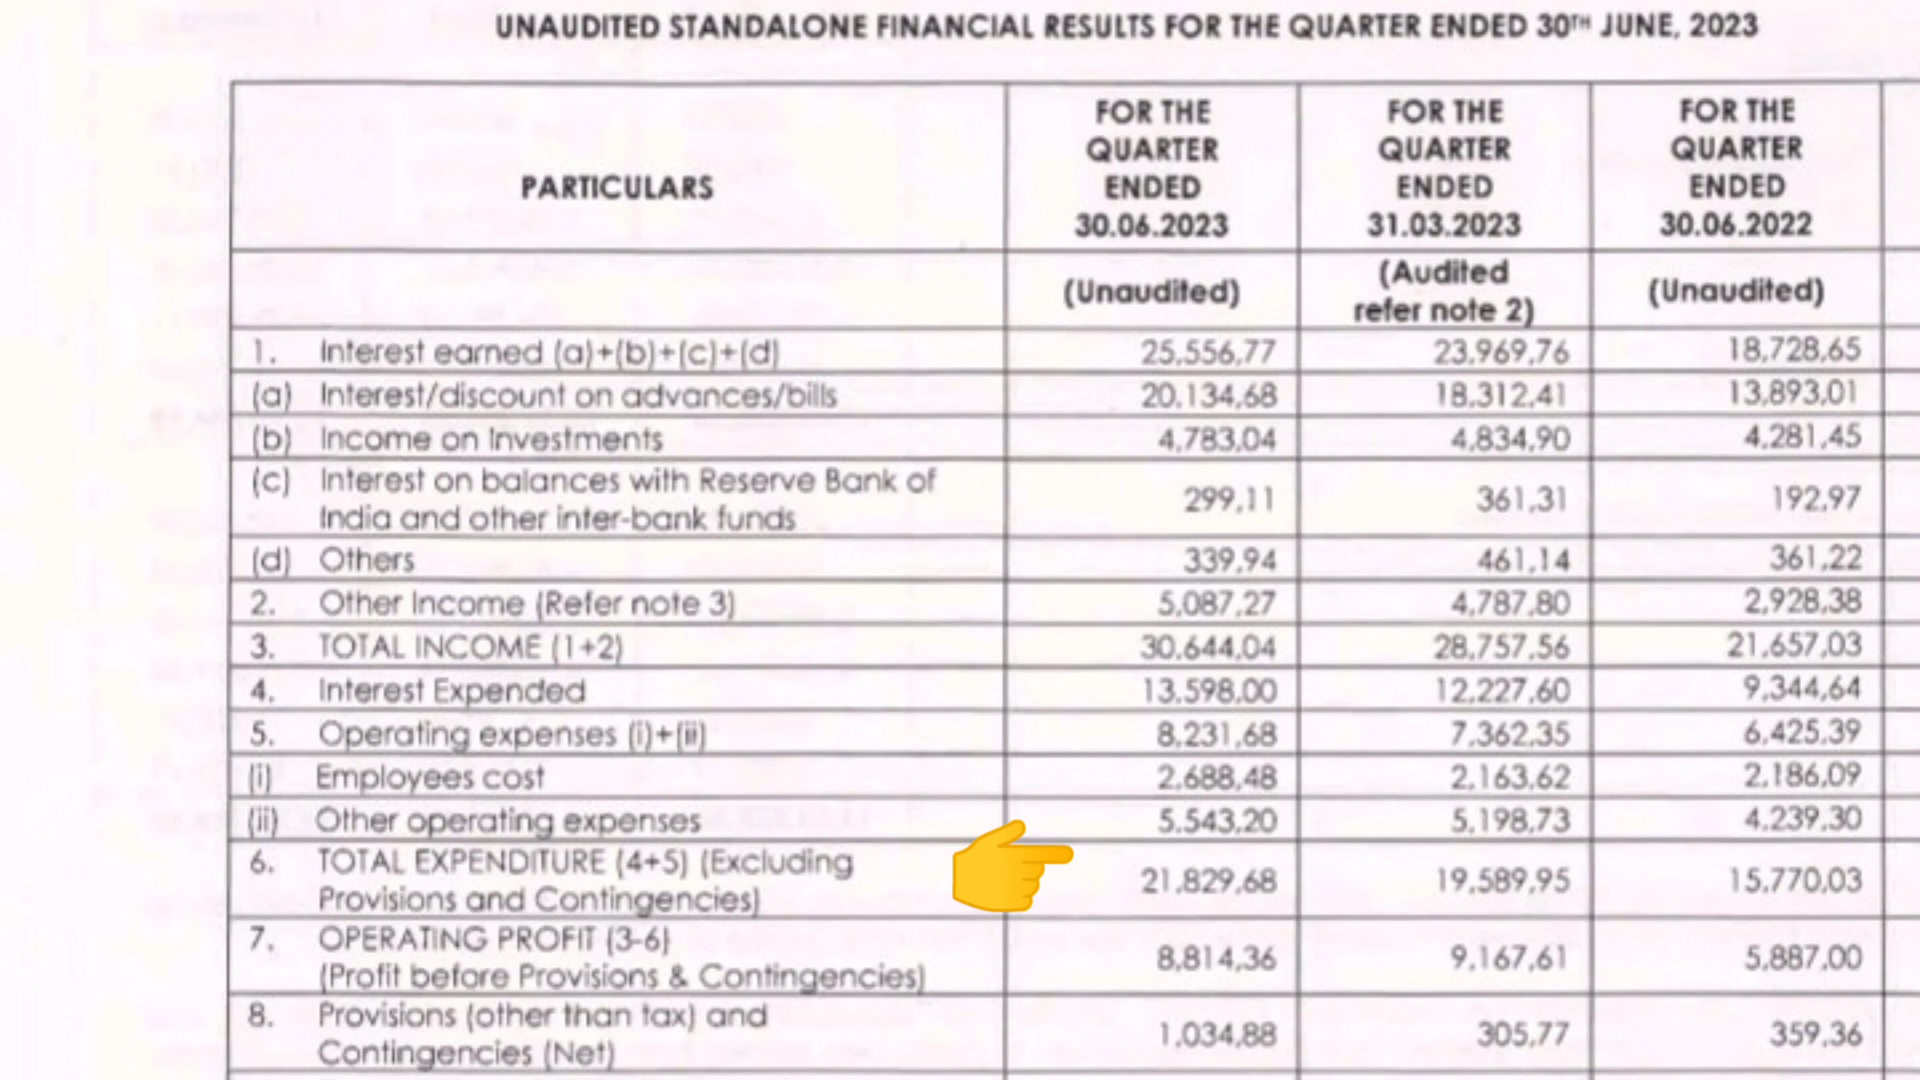 UNAUDITED STANDALONE FINANCIAL RESULTS FOR THE QUARTER ENDED 30TH JUNE, 2023
PARTICULARS FOR THE QUARTER ENDED 30.06.2023 FOR THE QUARTER ENDED 31.03.2023 FOR THE QUARTER ENDED 30.06.2022
(Unaudited) (Audited refer note 2) (Unaudited)
1. Interest earned (a)+(b)+(c)+(d) 25,556,77 23,969,76 18,728,65
(a) Interest/discount on advances/bills 20,134,68 18,312,41 13,893,01
(b) Income on Investments 4,783,04 4,834,90 4,281,45
(c) Interest on balances with Reserve Bank of
India and other inter-bank funds 299,11 361,31 192,97
(d) Others 339,94 461,14 361,22
2. Other Income (Refer note 3) 5,087,27 4,787,80 2,928,38
3. TOTAL INCOME (1+2) 30,644,04 28,757,56 21,657,03
4. Interest Expended 13,598,00 12,227,60 9,344,64
5. Operating expenses (i)+(ii) 8,231,68 7,362,35 6,425,39
(i) Employees cost 2,688,48 2,163,62 2,186,09
(ii) Other operating expenses 5,543,20 5,198,73 4,239,30
6. TOTAL EXPENDITURE (4+5) (Excluding
Provisions and Contingencies) 21,829,68 19,589,95 15,770,03
7. OPERATING PROFIT (3-6)
(Profit before Provisions & Contingencies) 8,814,36 9,167,61 5,887,00
8. Provisions (other than tax) and
Contingencies (Net) 1,034,88 305,77 359,36